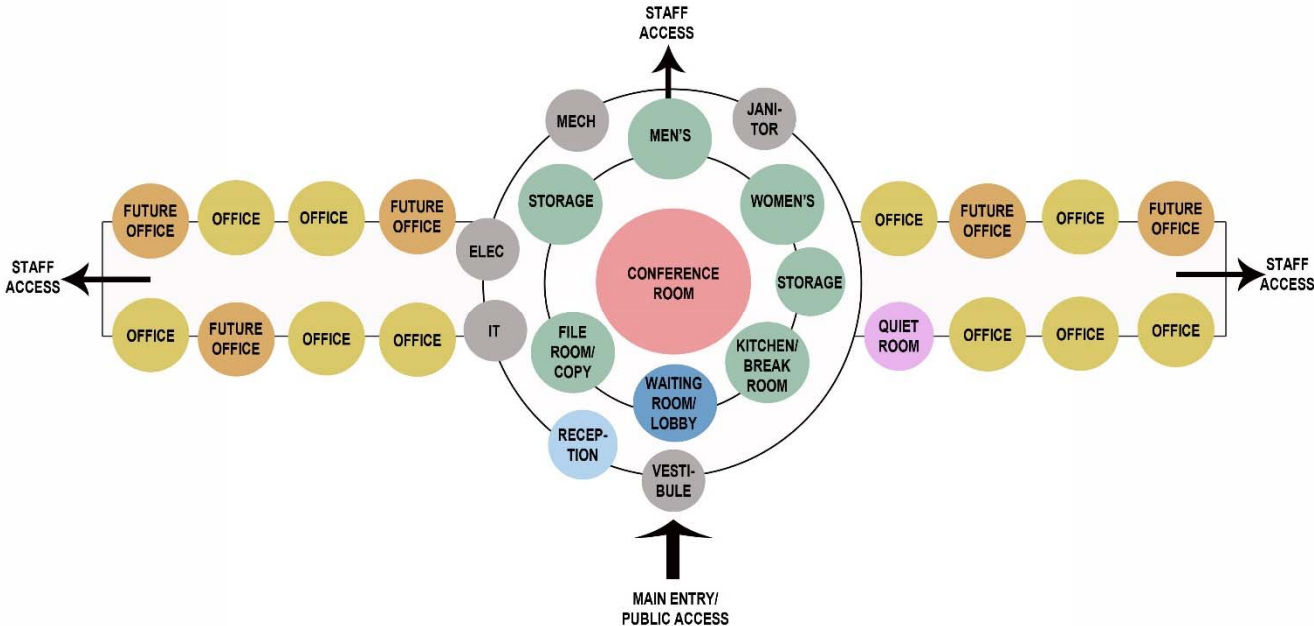 STAFF
ACCESS
MECH
JANI-
TOR
MEN'S
STORAGE
WOMEN'S
FUTURE
OFFICE
OFFICE
OFFICE
FUTURE
OFFICE
ELEC
OFFICE
FUTURE
OFFICE
OFFICE
FUTURE
OFFICE
STAFF
ACCESS
CONFERENCE
ROOM
STORAGE
STAFF
ACCESS
OFFICE
FUTURE
OFFICE
OFFICE
OFFICE
IT
FILE
ROOM/
COPY
KITCHEN/
BREAK
ROOM
QUIET
ROOM
OFFICE
OFFICE
OFFICE
WAITING
ROOM/
LOBBY
RECEP-
TION
VESTI-
BULE
MAIN ENTRY/
PUBLIC ACCESS